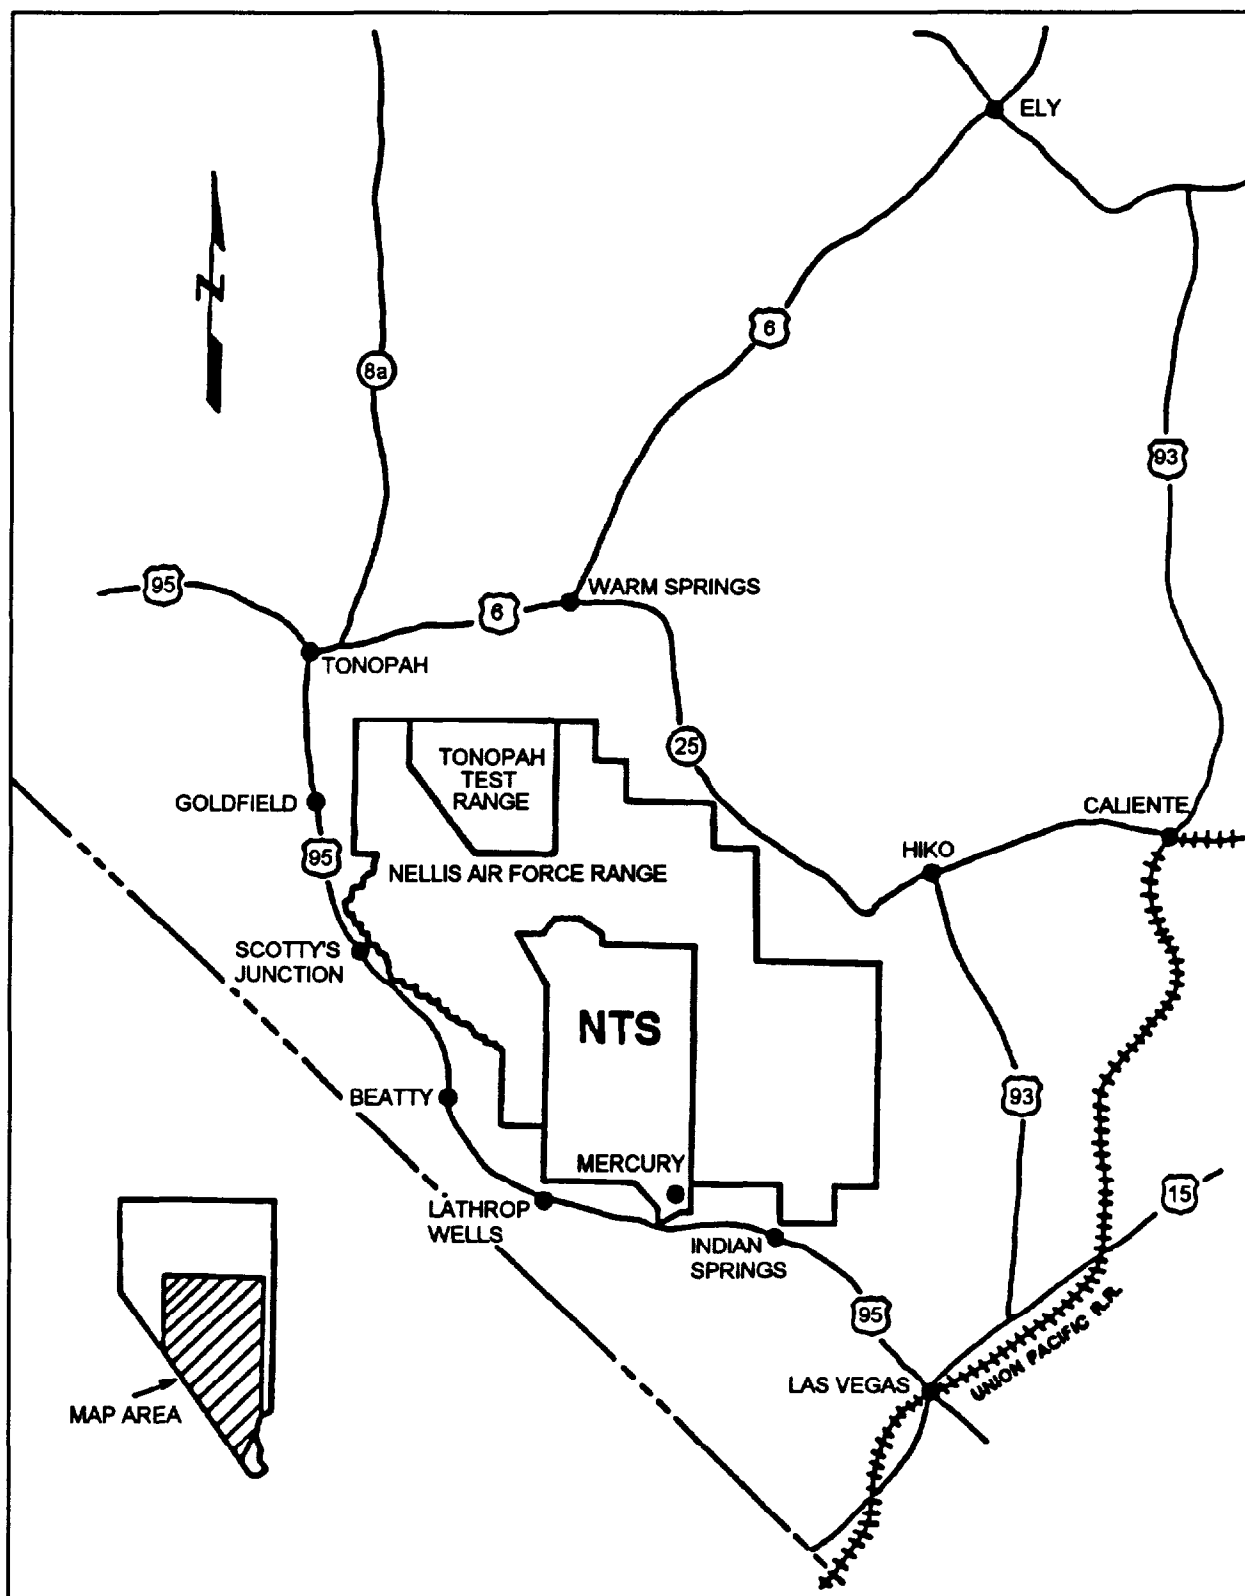 ELY
N
6
8a
93
95
WARM SPRINGS
6
TONOPAH
25
TONOPAH
TEST
RANGE
GOLDFIELD
CALIENTE
95
HIKO
NELLIS AIR FORCE RANGE
SCOTTY'S
JUNCTION
NTS
BEATTY
93
MERCURY
15
LATHROP
WELLS
INDIAN
SPRINGS
95
UNION PACIFIC R.R.
LAS VEGAS
MAP AREA